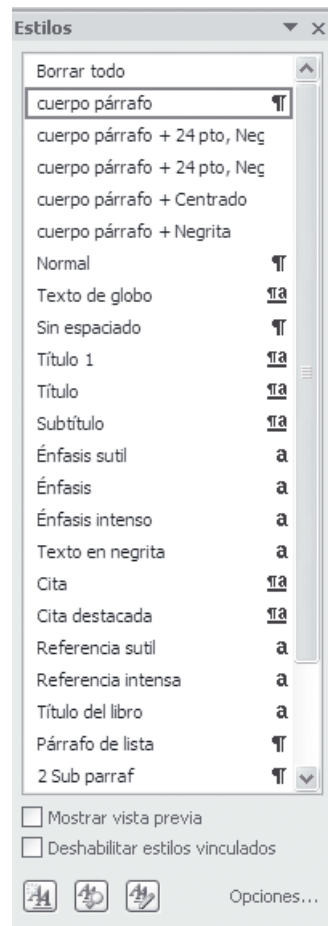 Estilos
Borrar todo
cuerpo párrafo ¶
cuerpo párrafo + 24 pto, Neg
cuerpo párrafo + 24 pto, Neg
cuerpo párrafo + Centrado
cuerpo párrafo + Negrita
Normal ¶
Texto de globo ¶a
Sin espaciado ¶
Título 1 ¶a
Título ¶a
Subtítulo ¶a
Énfasis sutil a
Énfasis a
Énfasis intenso a
Texto en negrita a
Cita ¶a
Cita destacada ¶a
Referencia sutil a
Referencia intensa a
Título del libro a
Párrafo de lista ¶
2 Sub parraf ¶
Mostrar vista previa
Deshabilitar estilos vinculados
Opciones...